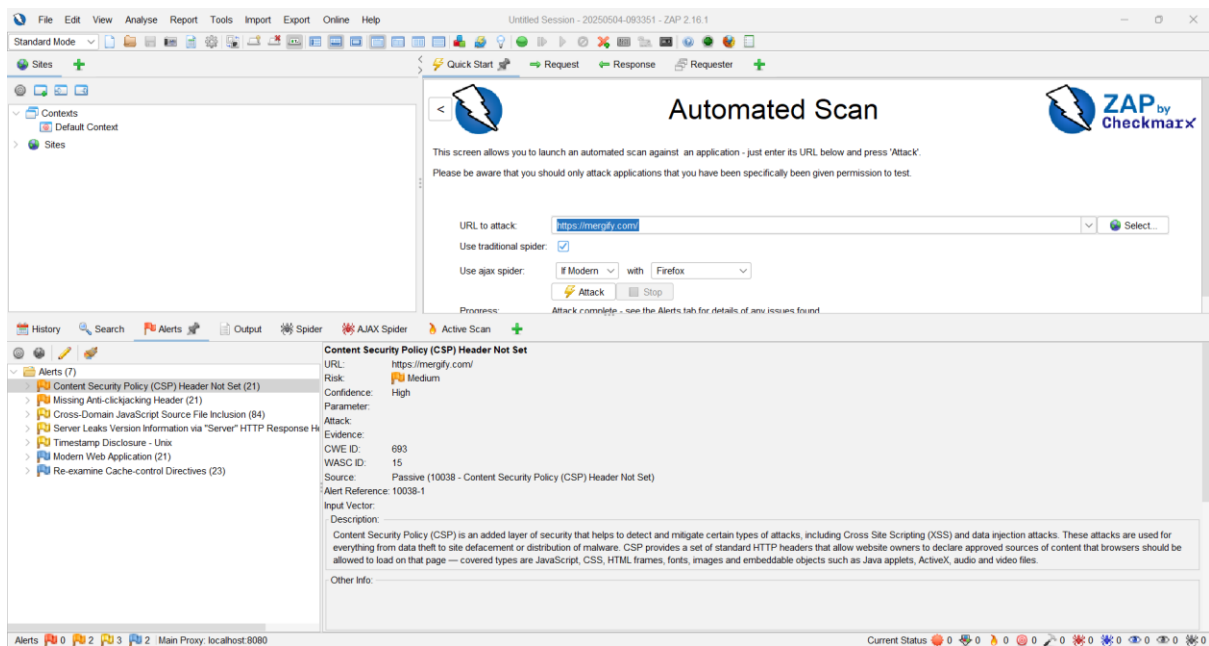 File Edit View Analyse Report Tools Import Export Online Help
Untitled Session - 20250504-093351 - ZAP 2.16.1
Standard Mode
Sites
Quick Start
Request
Response
Requester
Contexts
Default Context
Sites
<
Automated Scan
ZAP by
Checkmarx
This screen allows you to launch an automated scan against an application - just enter its URL below and press 'Attack'.
Please be aware that you should only attack applications that you have been specifically been given permission to test.
URL to attack:
https://mergify.com/
Select...
Use traditional spider:
Use ajax spider:
If Modern
with
Firefox
Attack
Stop
Progress:
Attack complete - see the Alerts tab for details of any issues found
History
Search
Alerts
Output
Spider
AJAX Spider
Active Scan
Alerts (7)
Content Security Policy (CSP) Header Not Set (21)
Missing Anti-clickjacking Header (21)
Cross-Domain JavaScript Source File Inclusion (84)
Server Leaks Version Information via "Server" HTTP Response He
Timestamp Disclosure - Unix
Modern Web Application (21)
Re-examine Cache-control Directives (23)
Content Security Policy (CSP) Header Not Set
URL: https://mergify.com/
Risk: Medium
Confidence: High
Parameter:
Attack:
Evidence:
CWE ID: 693
WASC ID: 15
Source: Passive (10038 - Content Security Policy (CSP) Header Not Set)
Alert Reference: 10038-1
Input Vector:
Description:
Content Security Policy (CSP) is an added layer of security that helps to detect and mitigate certain types of attacks, including Cross Site Scripting (XSS) and data injection attacks. These attacks are used for
everything from data theft to site defacement or distribution of malware. CSP provides a set of standard HTTP headers that allow website owners to declare approved sources of content that browsers should be
allowed to load on that page — covered types are JavaScript, CSS, HTML frames, fonts, images and embeddable objects such as Java applets, ActiveX, audio and video files.
Other Info:
Alerts 0 2 3 2 Main Proxy: localhost:8080
Current Status 0 0 0 0 0 0 0 0 0 0